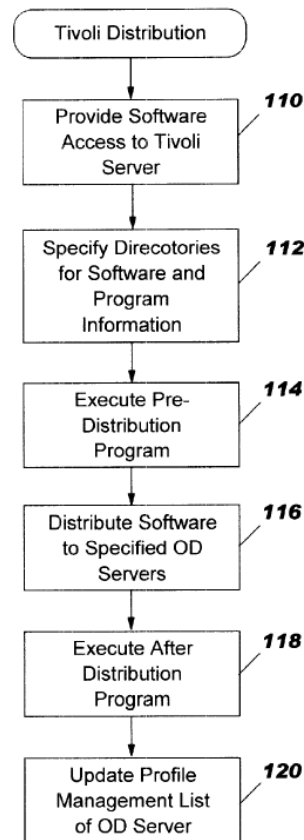 Tivoli Distribution
110
Provide Software
Access to Tivoli
Server
112
Specify Direcotories
for Software and
Program
Information
114
Execute Pre-
Distribution
Program
116
Distribute Software
to Specified OD
Servers
118
Execute After
Distribution
Program
120
Update Profile
Management List
of OD Server